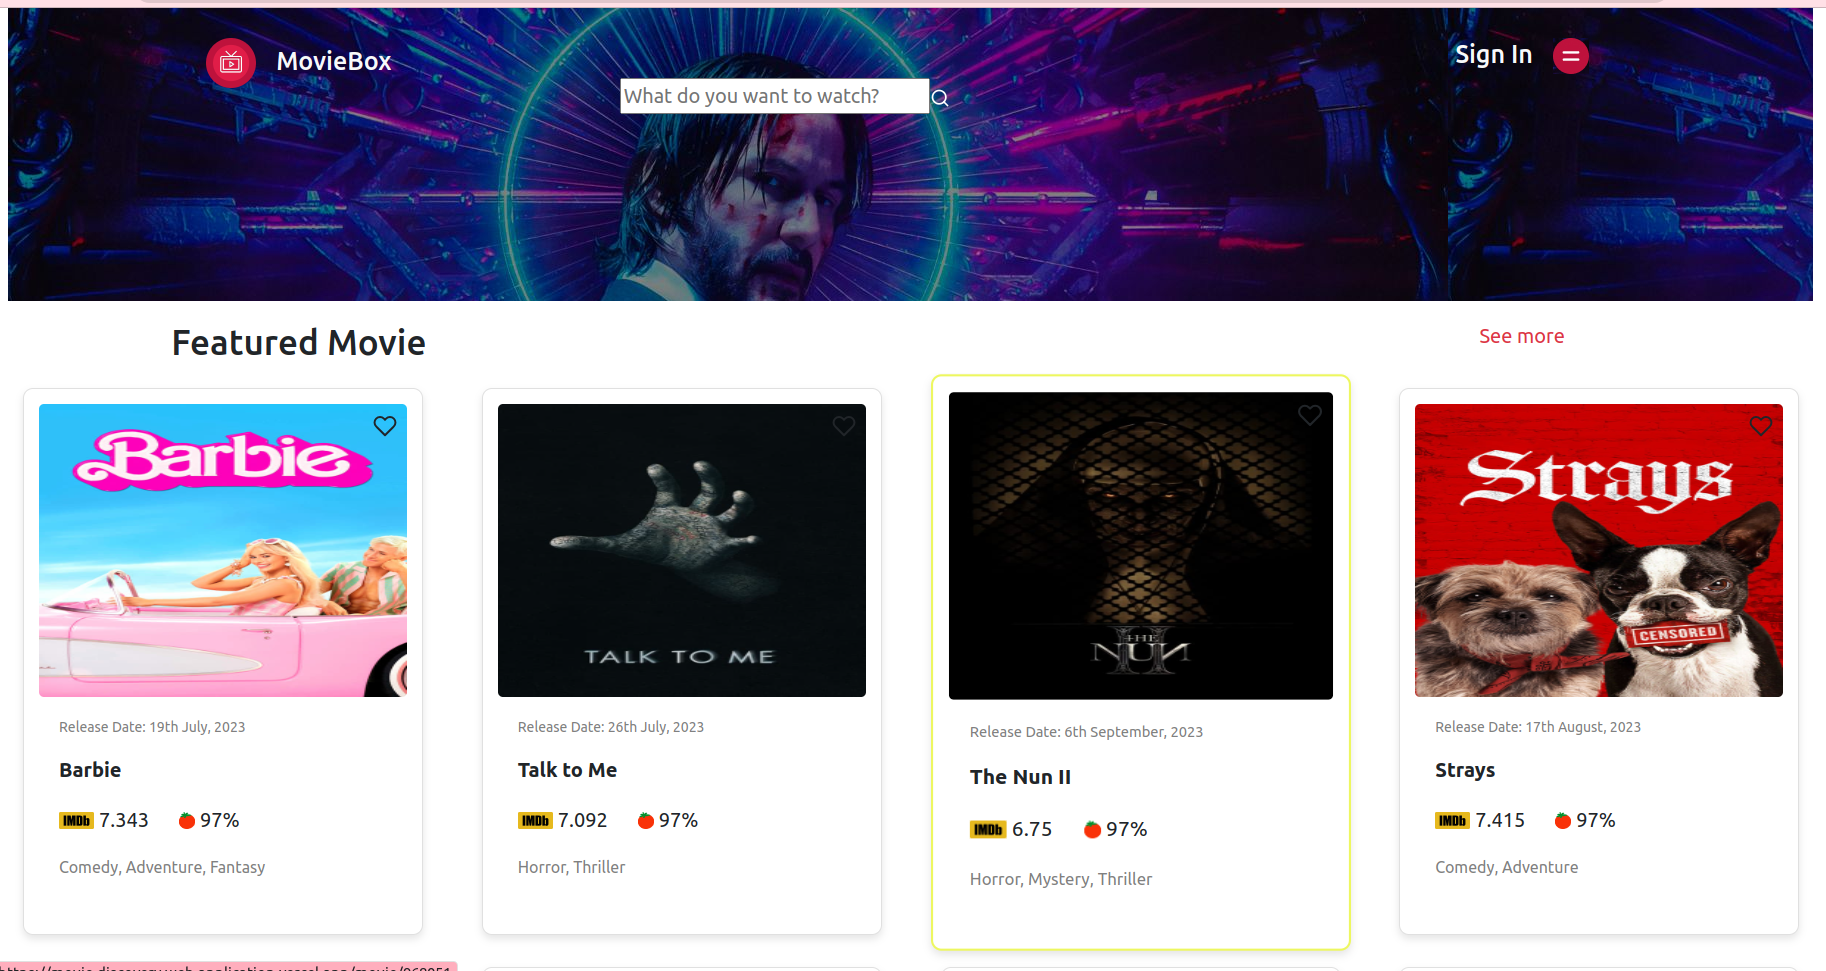 MovieBox
Sign In
What do you want to watch?
Featured Movie
See more
Barbie
Release Date: 19th July, 2023
Barbie
IMDb 7.343 97%
Comedy, Adventure, Fantasy
TALK TO ME
Release Date: 26th July, 2023
Talk to Me
IMDb 7.092 97%
Horror, Thriller
THE
NUN II
Release Date: 6th September, 2023
The Nun II
IMDb 6.75 97%
Horror, Mystery, Thriller
Strays
CENSORED
Release Date: 17th August, 2023
Strays
IMDb 7.415 97%
Comedy, Adventure